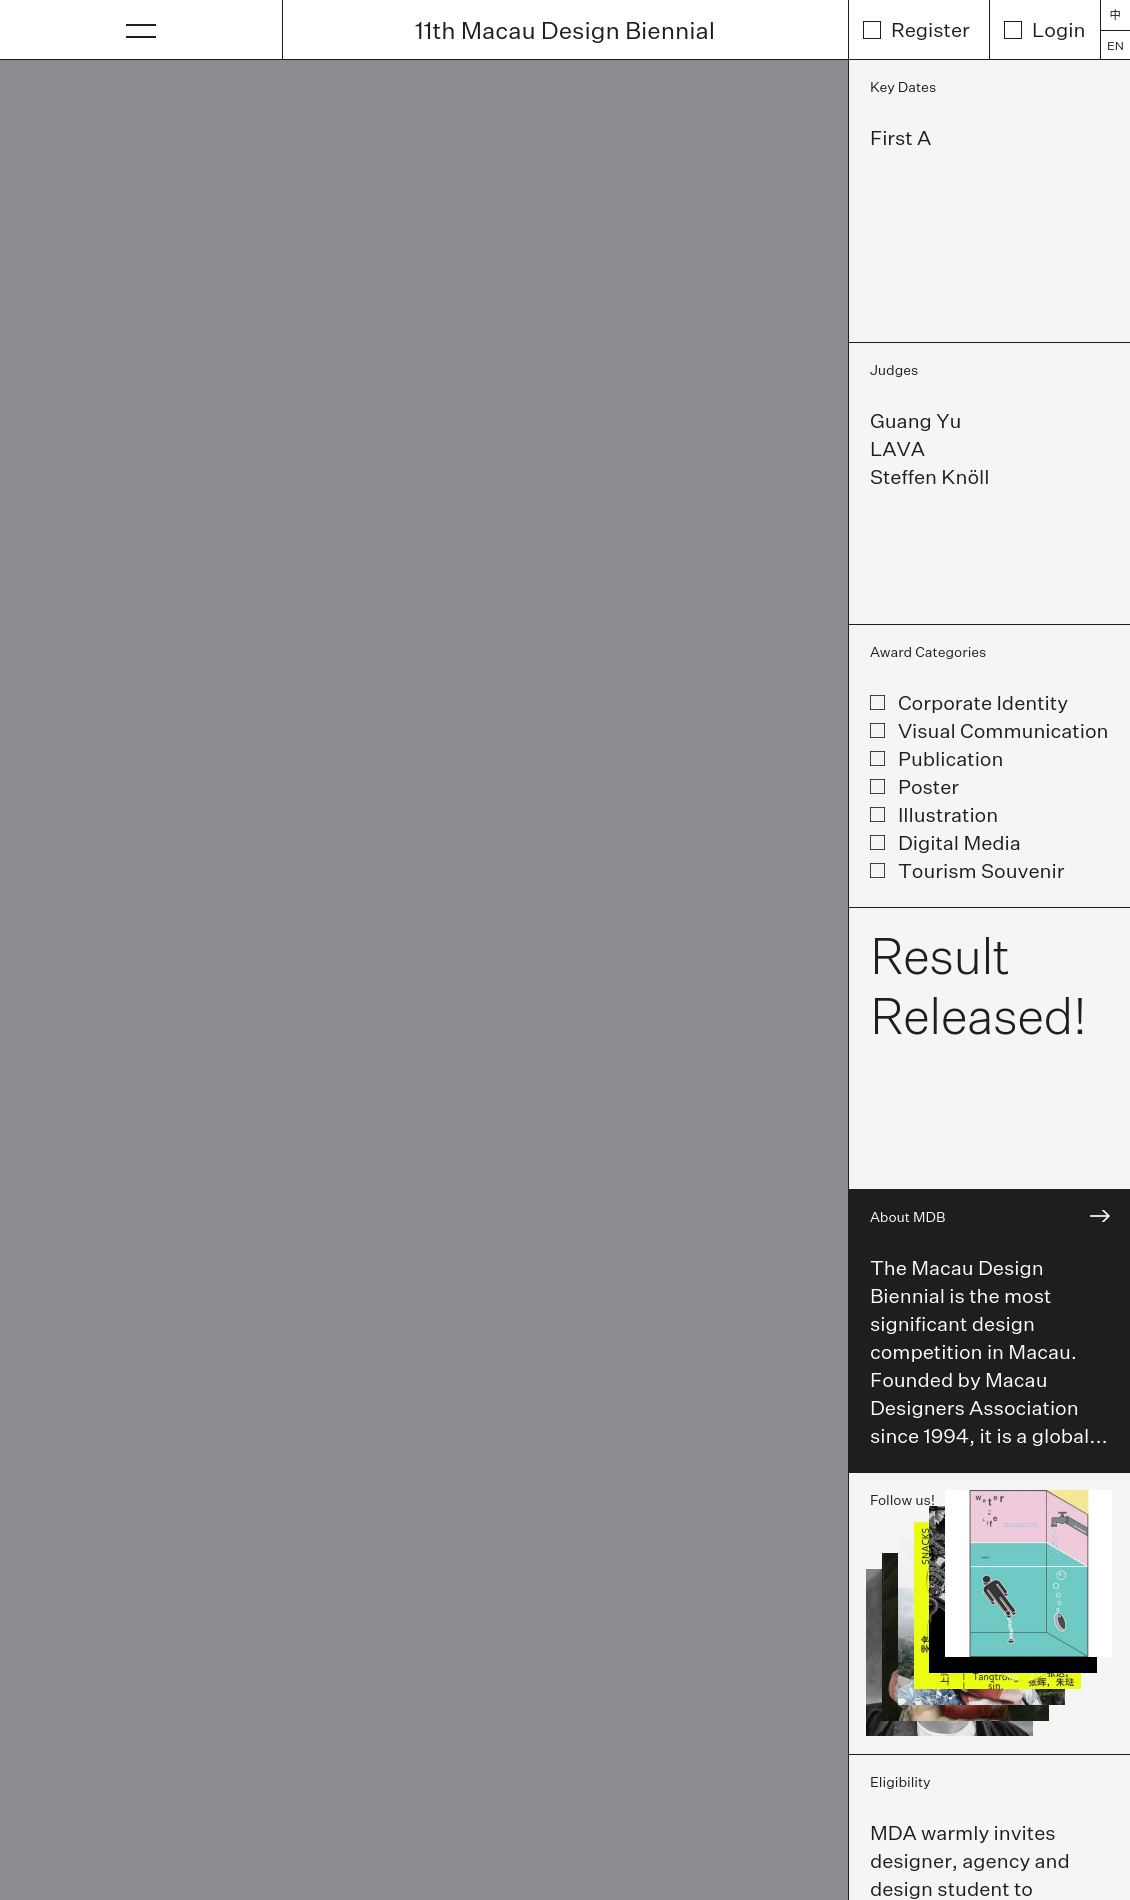 11th Macau Design Biennial
Register
Login
中
EN
Key Dates
First A
Judges
Guang Yu
LAVA
Steffen Knöll
Award Categories
Corporate Identity
Visual Communication
Publication
Poster
Illustration
Digital Media
Tourism Souvenir
Result
Released!
About MDB
The Macau Design
Biennial is the most
significant design
competition in Macau.
Founded by Macau
Designers Association
since 1994, it is a global...
Follow us!
water
life
SNACKS
Eligibility
MDA warmly invites
designer, agency and
design student to